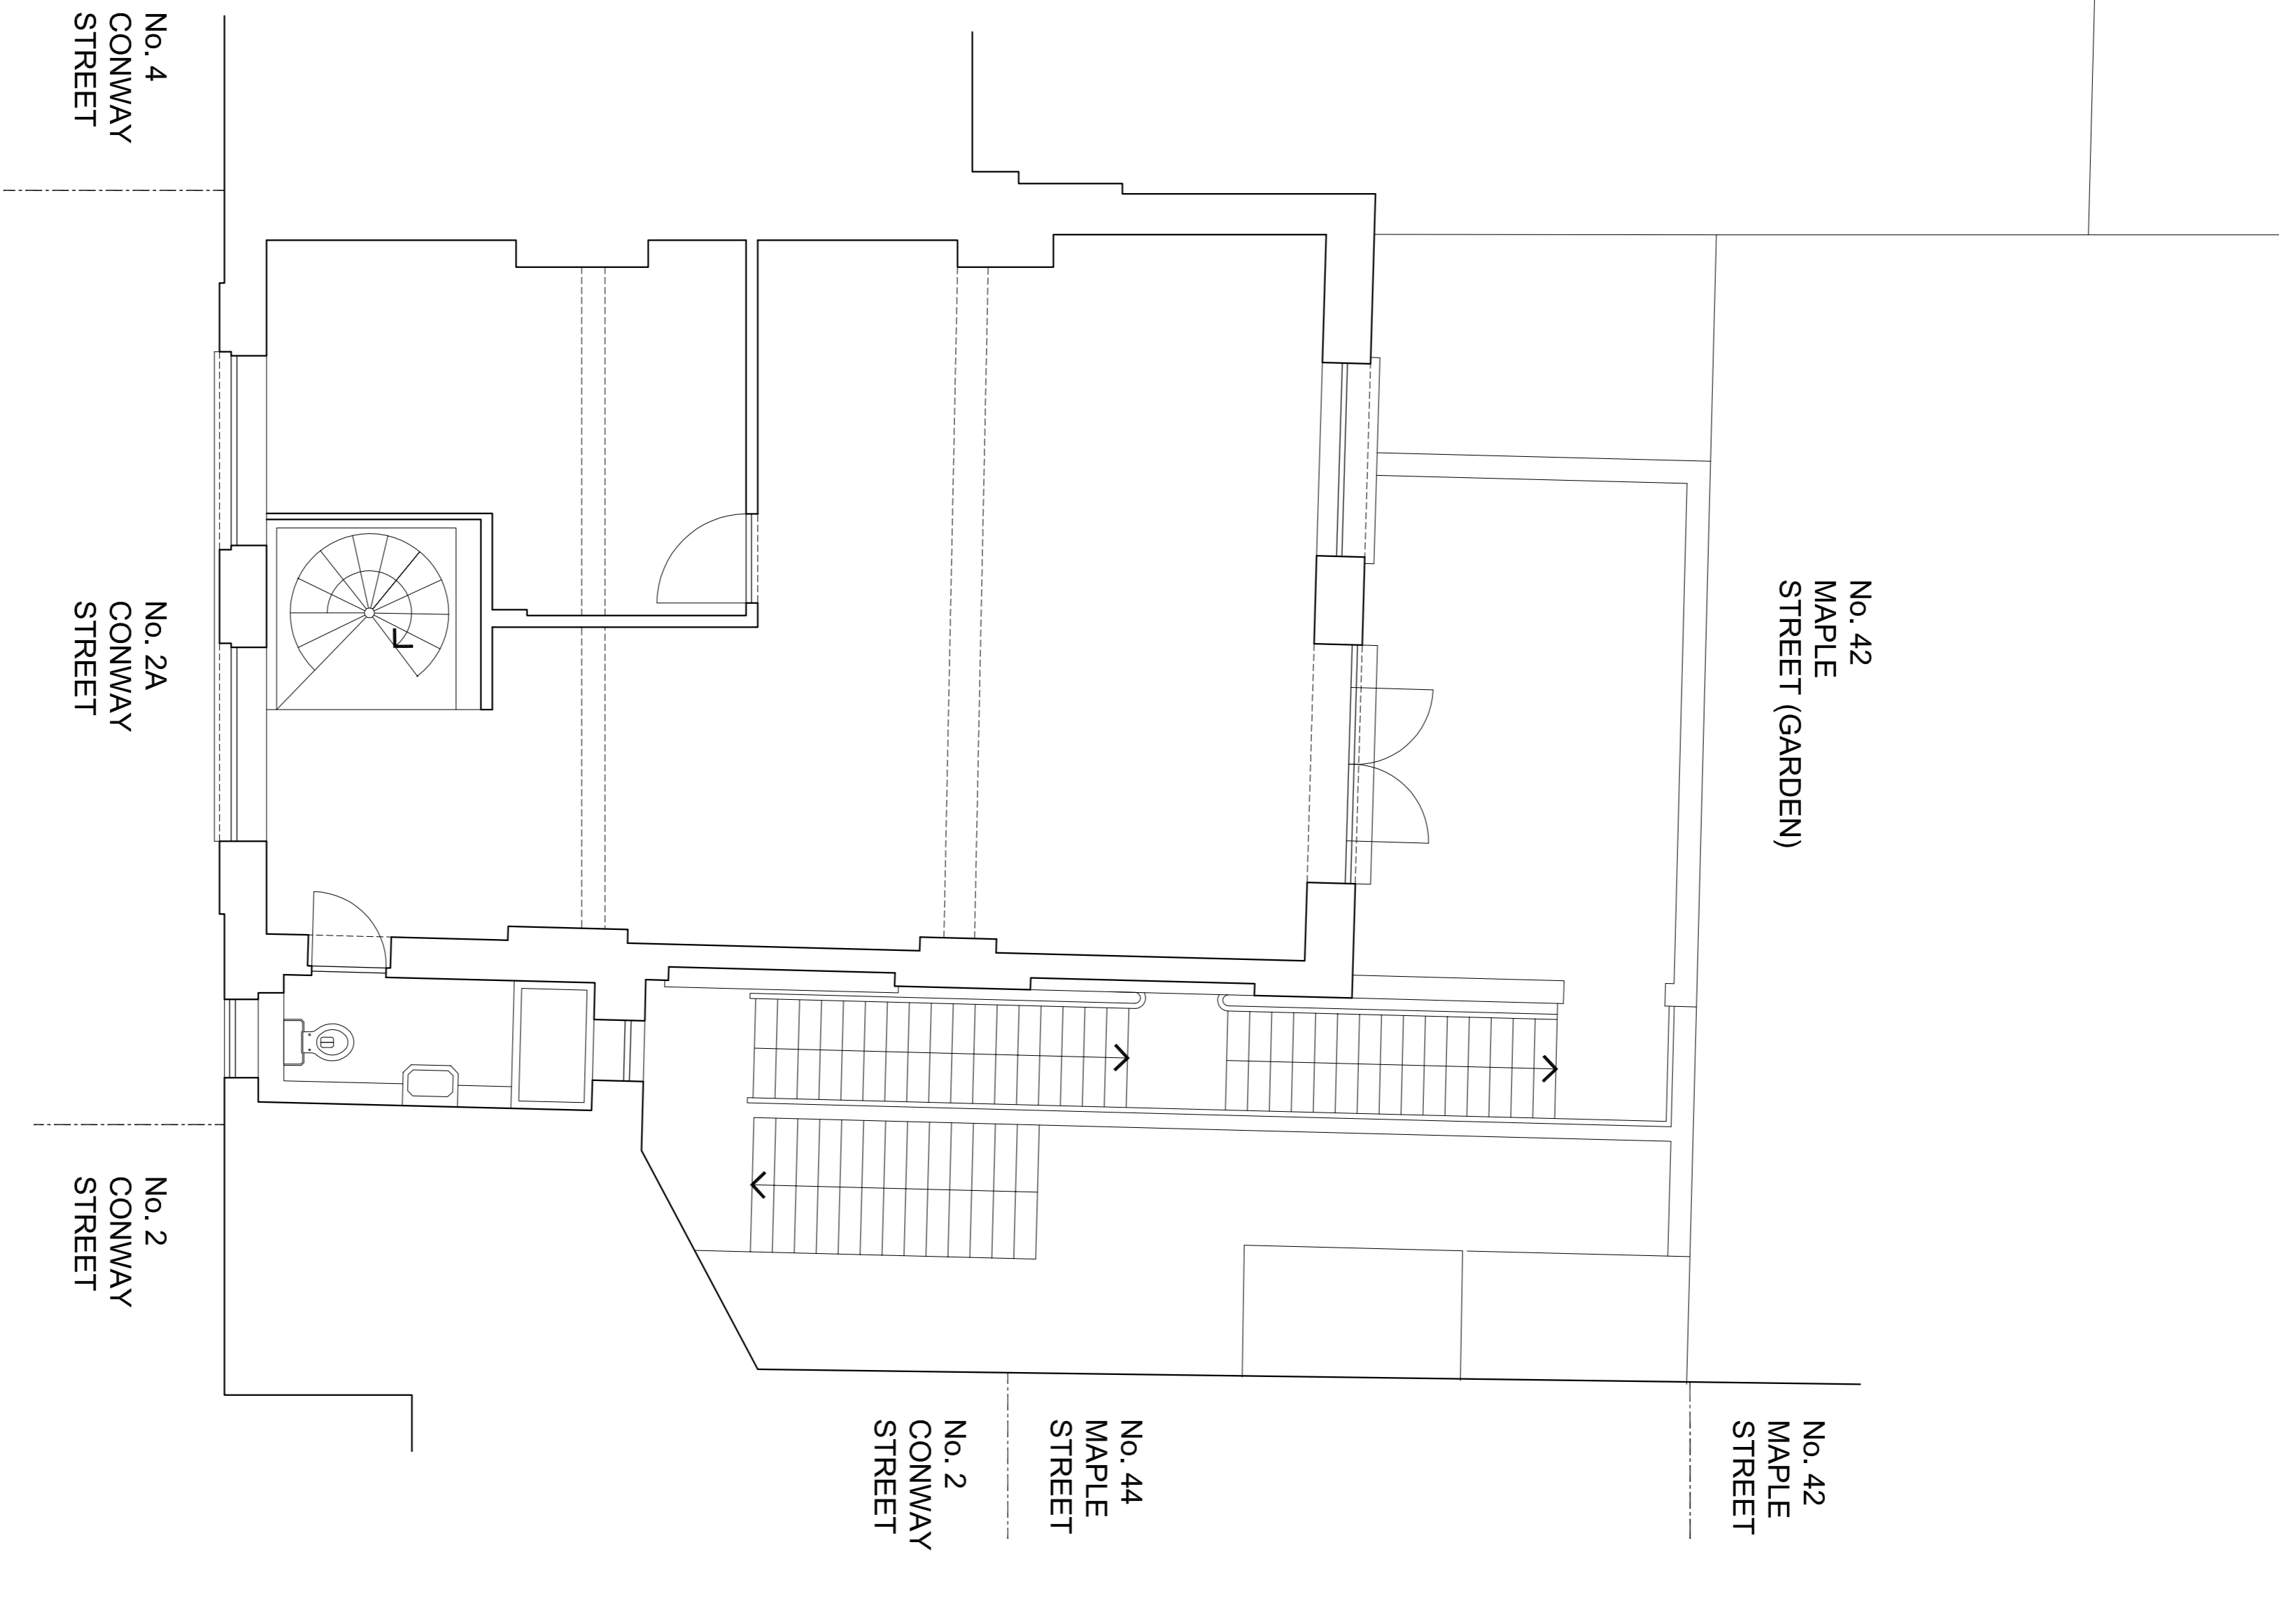 No. 4
CONWAY
STREET
No. 2A
CONWAY
STREET
No. 2
CONWAY
STREET
No. 42
MAPLE
STREET (GARDEN)
No. 2
CONWAY
STREET
No. 44
MAPLE
STREET
No. 42
MAPLE
STREET